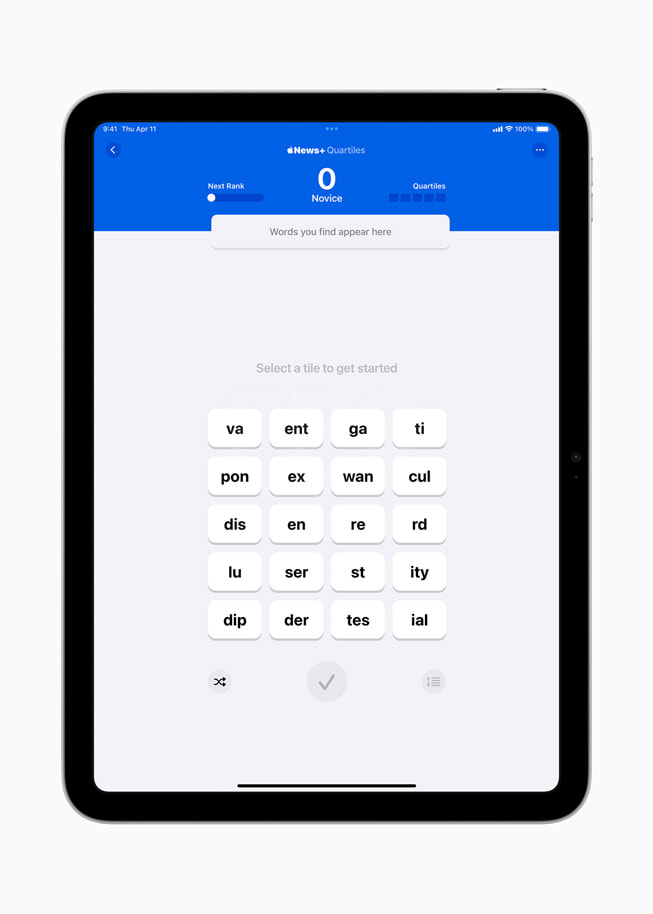 9:41 Thu Apr 11 100%
News+ Quartiles
0
Next Rank Novice Quartiles
Words you find appear here
Select a tile to get started
va ent ga ti
pon ex wan cul
dis en re rd
lu ser st ity
dip der tes ial